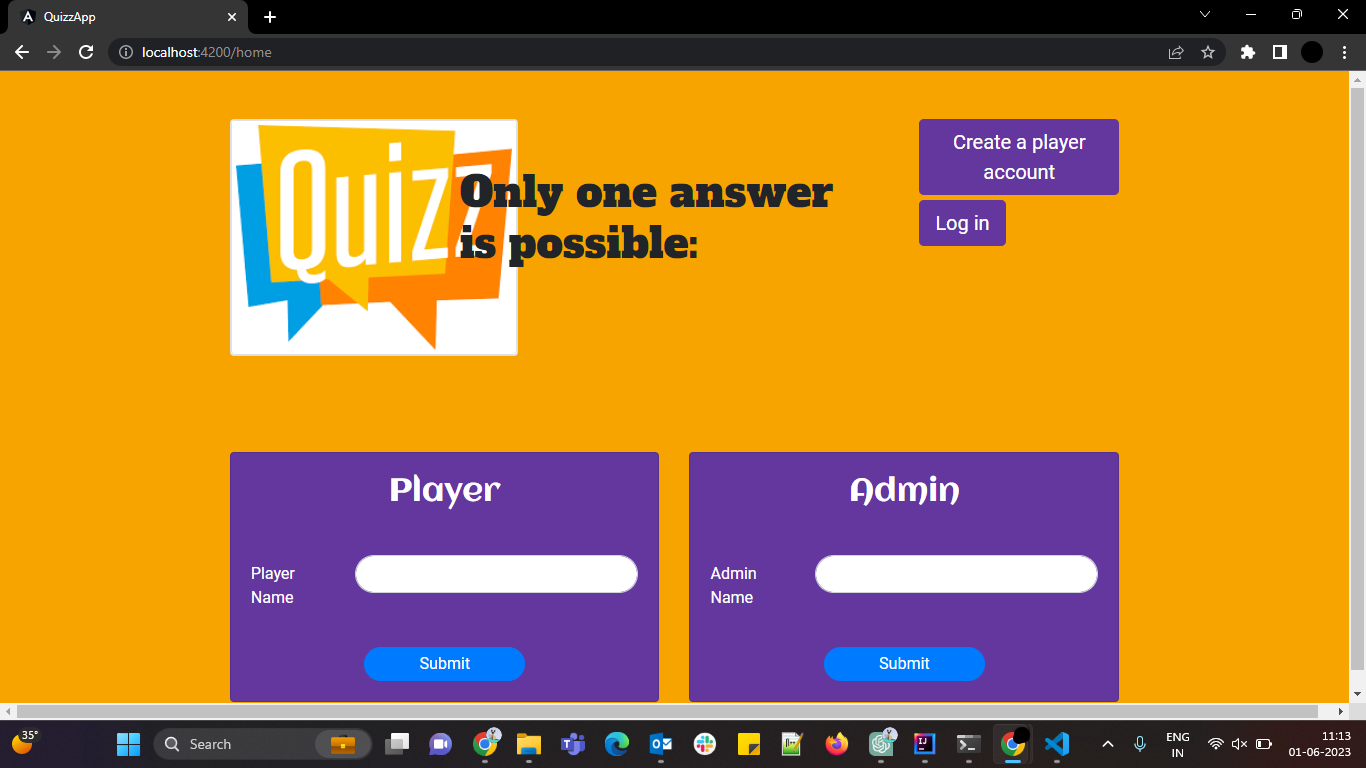 QuizzApp
localhost:4200/home
Quizz
Only one answer
is possible:
Create a player
account
Log in
Player
Player
Name
Submit
Admin
Admin
Name
Submit
35°
Search
Y
Y
ENG
IN
11:13
01-06-2023